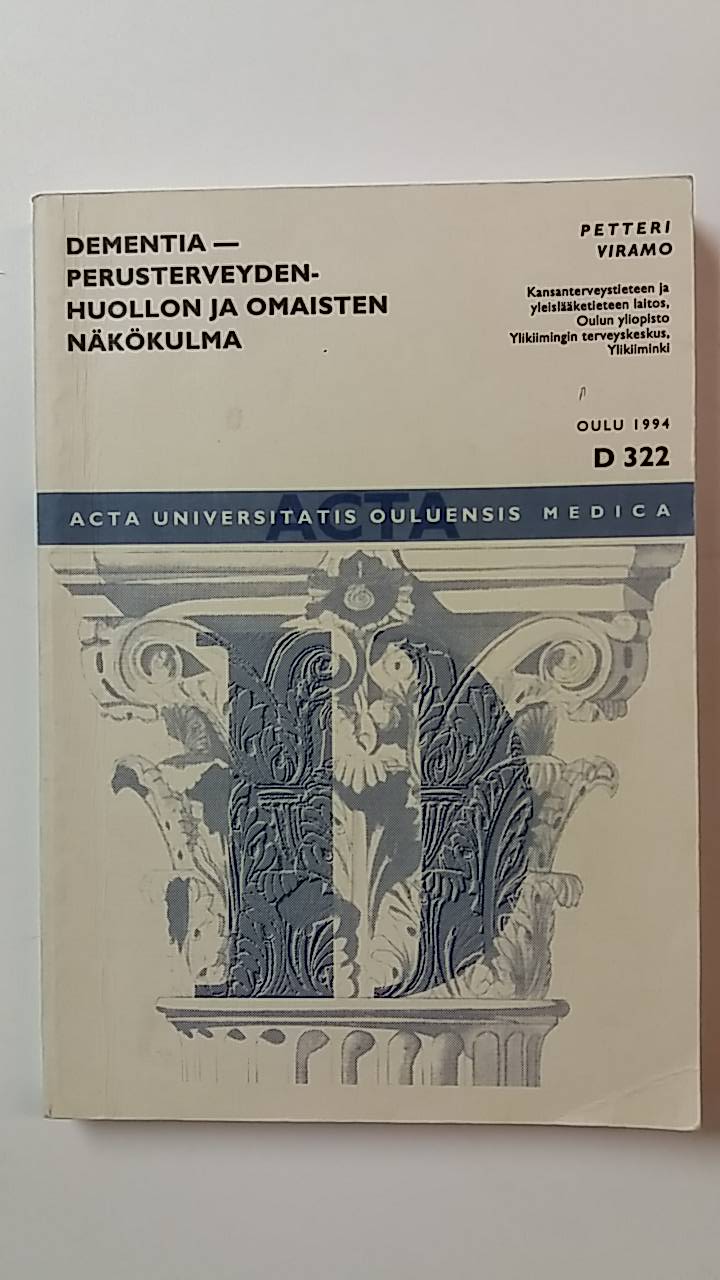 DEMENTIA —
PERUSTERVEYDEN-
HUOLLON JA OMAISTEN
NÄKÖKULMA
PETTERI
VIRAMO
Kansanterveystieteen ja
yleislääketieteen laitos,
Oulun yliopisto
Ylikiimingin terveyskeskus,
Ylikiiminki
OULU 1994
D 322
ACTA
ACTA UNIVERSITATIS OULUENSIS MEDICA
D